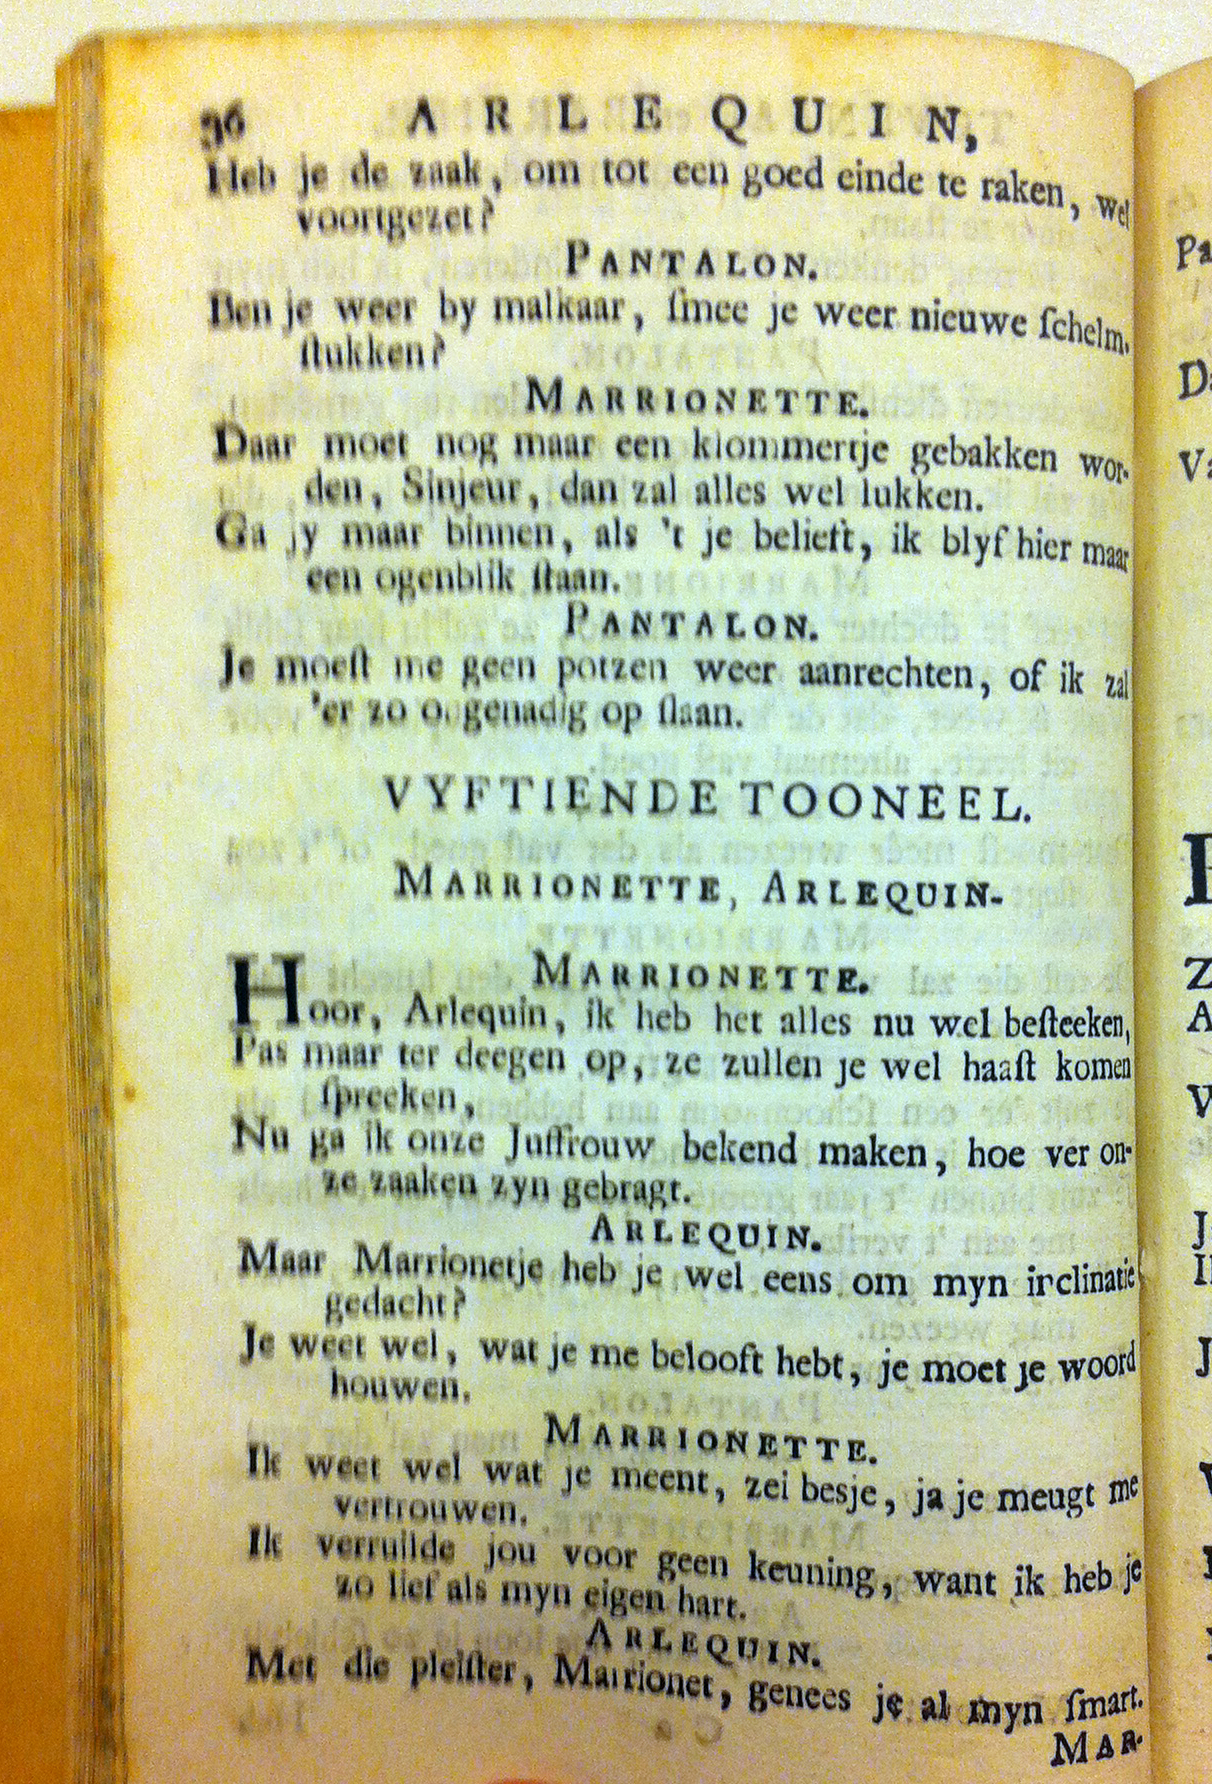 36 ARLEQUIN,
Heb je de zaak, om tot een goed einde te raken, wel
voortgezet?
PANTALON.
Ben je weer by malkaar, ſmee je weer nieuwe ſchelm-
ſtukken?
MARRIONETTE.
Daar moet nog maar een klommertje gebakken wor-
den, Sinjeur, dan zal alles wel lukken.
Ga jy maar binnen, als 't je belieft, ik blyf hier maar
een ogenblik ſtaan.
PANTALON.
Je moeſt me geen potzen weer aanrechten, of ik zal
'er zo ongenadig op ſlaan.
VYFTIENDE TOONEEL.
MARRIONETTE, ARLEQUIN-
MARRIONETTE.
Hoor, Arlequin, ik heb het alles nu wel beſteeken,
Pas maar ter deegen op, ze zullen je wel haaſt komen
ſpreeken,
Nu ga ik onze Juffrouw bekend maken, hoe ver on-
ze zaaken zyn gebragt.
ARLEQUIN.
Maar Marrionetje heb je wel eens om myn inclinatie
gedacht?
Je weet wel, wat je me belooft hebt, je moet je woord
houwen.
MARRIONETTE.
Ik weet wel wat je meent, zei besje, ja je meugt me
vertrouwen.
Ik verruilde jou voor geen keuning, want ik heb je
zo lief als myn eigen hart.
ARLEQUIN.
Met die pleiſter, Marrionet, genees je al myn ſmart.
MAR-
Pa
D
Va
Z
A
V
J
J